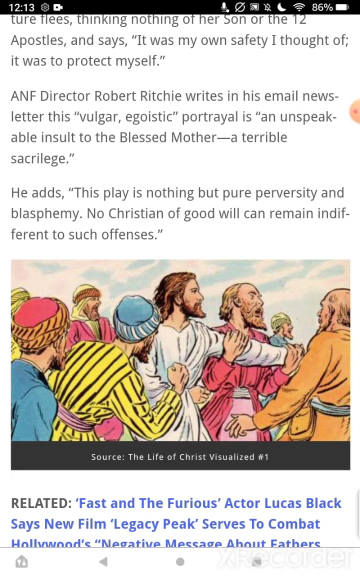 12:13
86%
ture flees, thinking nothing of her Son or the 12
Apostles, and says, “It was my own safety I thought of;
it was to protect myself.”
ANF Director Robert Ritchie writes in his email news-
letter this “vulgar, egoistic” portrayal is “an unspeak-
able insult to the Blessed Mother—a terrible
sacrilege.”
He adds, “This play is nothing but pure perversity and
blasphemy. No Christian of good will can remain indif-
ferent to such offenses.”
Source: The Life of Christ Visualized #1
RELATED: ‘Fast and The Furious’ Actor Lucas Black
Says New Film ‘Legacy Peak’ Serves To Combat
Hollywood’s “Negative Message About Fathers
XRecorder